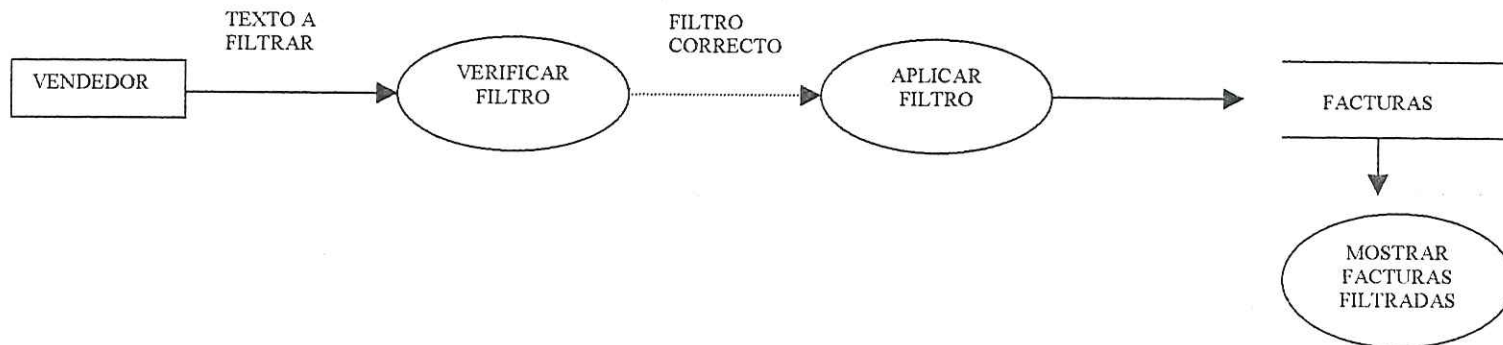 TEXTO A
FILTRAR
FILTRO
CORRECTO
VENDEDOR
VERIFICAR
FILTRO
APLICAR
FILTRO
FACTURAS
MOSTRAR
FACTURAS
FILTRADAS